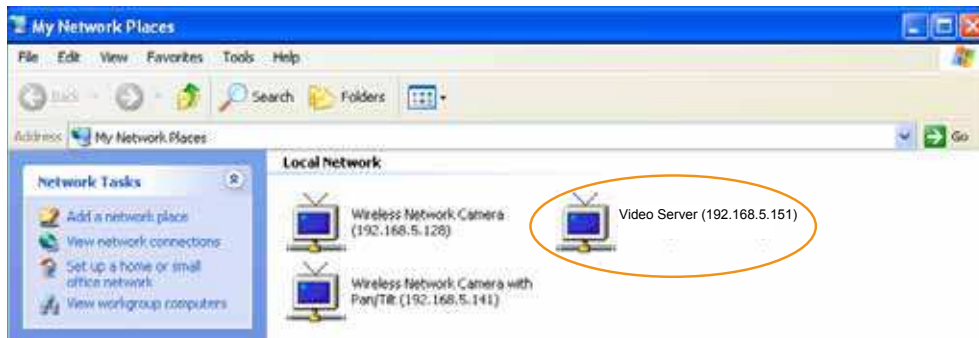 My Network Places
File Edit View Favorites Tools Help
Back Search Folders
Address My Network Places Go
Network Tasks
Add a network place
View network connections
Set up a home or small
office network
View workgroup computers
Local Network
Wireless Network Camera
(192.168.5.128)
Video Server (192.168.5.151)
Wireless Network Camera with
Pan/Tilt (192.168.5.141)